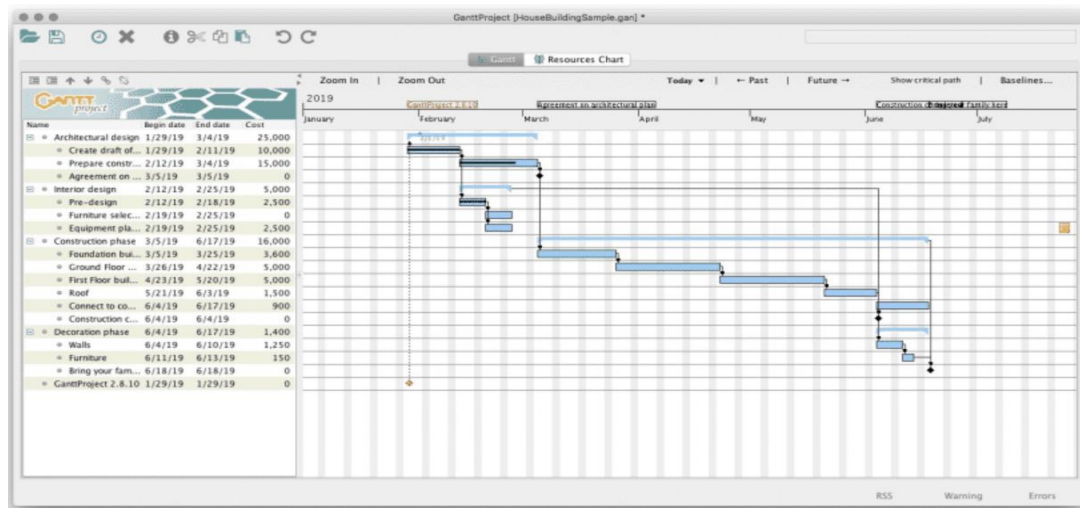 GanttProject [HouseBuildingSample.gan] *
Gantt
Resources Chart
Zoom In | Zoom Out
Today ▾ | ← Past | Future → Show critical path | Baselines...
GANTT project
2019
GanttProject 2.8.10 Agreement on architectural plan Construction family here
January February March April May June July
Name Begin date End date Cost
Architectural design 1/29/19 3/4/19 25,000
Create draft of... 1/29/19 2/11/19 10,000
Prepare constr... 2/12/19 3/4/19 15,000
Agreement on ... 3/5/19 3/5/19 0
Interior design 2/12/19 2/25/19 5,000
Pre-design 2/12/19 2/18/19 2,500
Furniture selec... 2/19/19 2/25/19 0
Equipment pla... 2/19/19 2/25/19 2,500
Construction phase 3/5/19 6/17/19 16,000
Foundation bui... 3/5/19 3/25/19 3,600
Ground Floor ... 3/26/19 4/22/19 5,000
First Floor buil... 4/23/19 5/20/19 5,000
Roof 5/21/19 6/3/19 1,500
Connect to co... 6/4/19 6/17/19 900
Construction c... 6/4/19 6/4/19 0
Decoration phase 6/4/19 6/17/19 1,400
Walls 6/4/19 6/10/19 1,250
Furniture 6/11/19 6/13/19 150
Bring your fam... 6/18/19 6/18/19 0
GanttProject 2.8.10 1/29/19 1/29/19 0
RSS Warning Errors